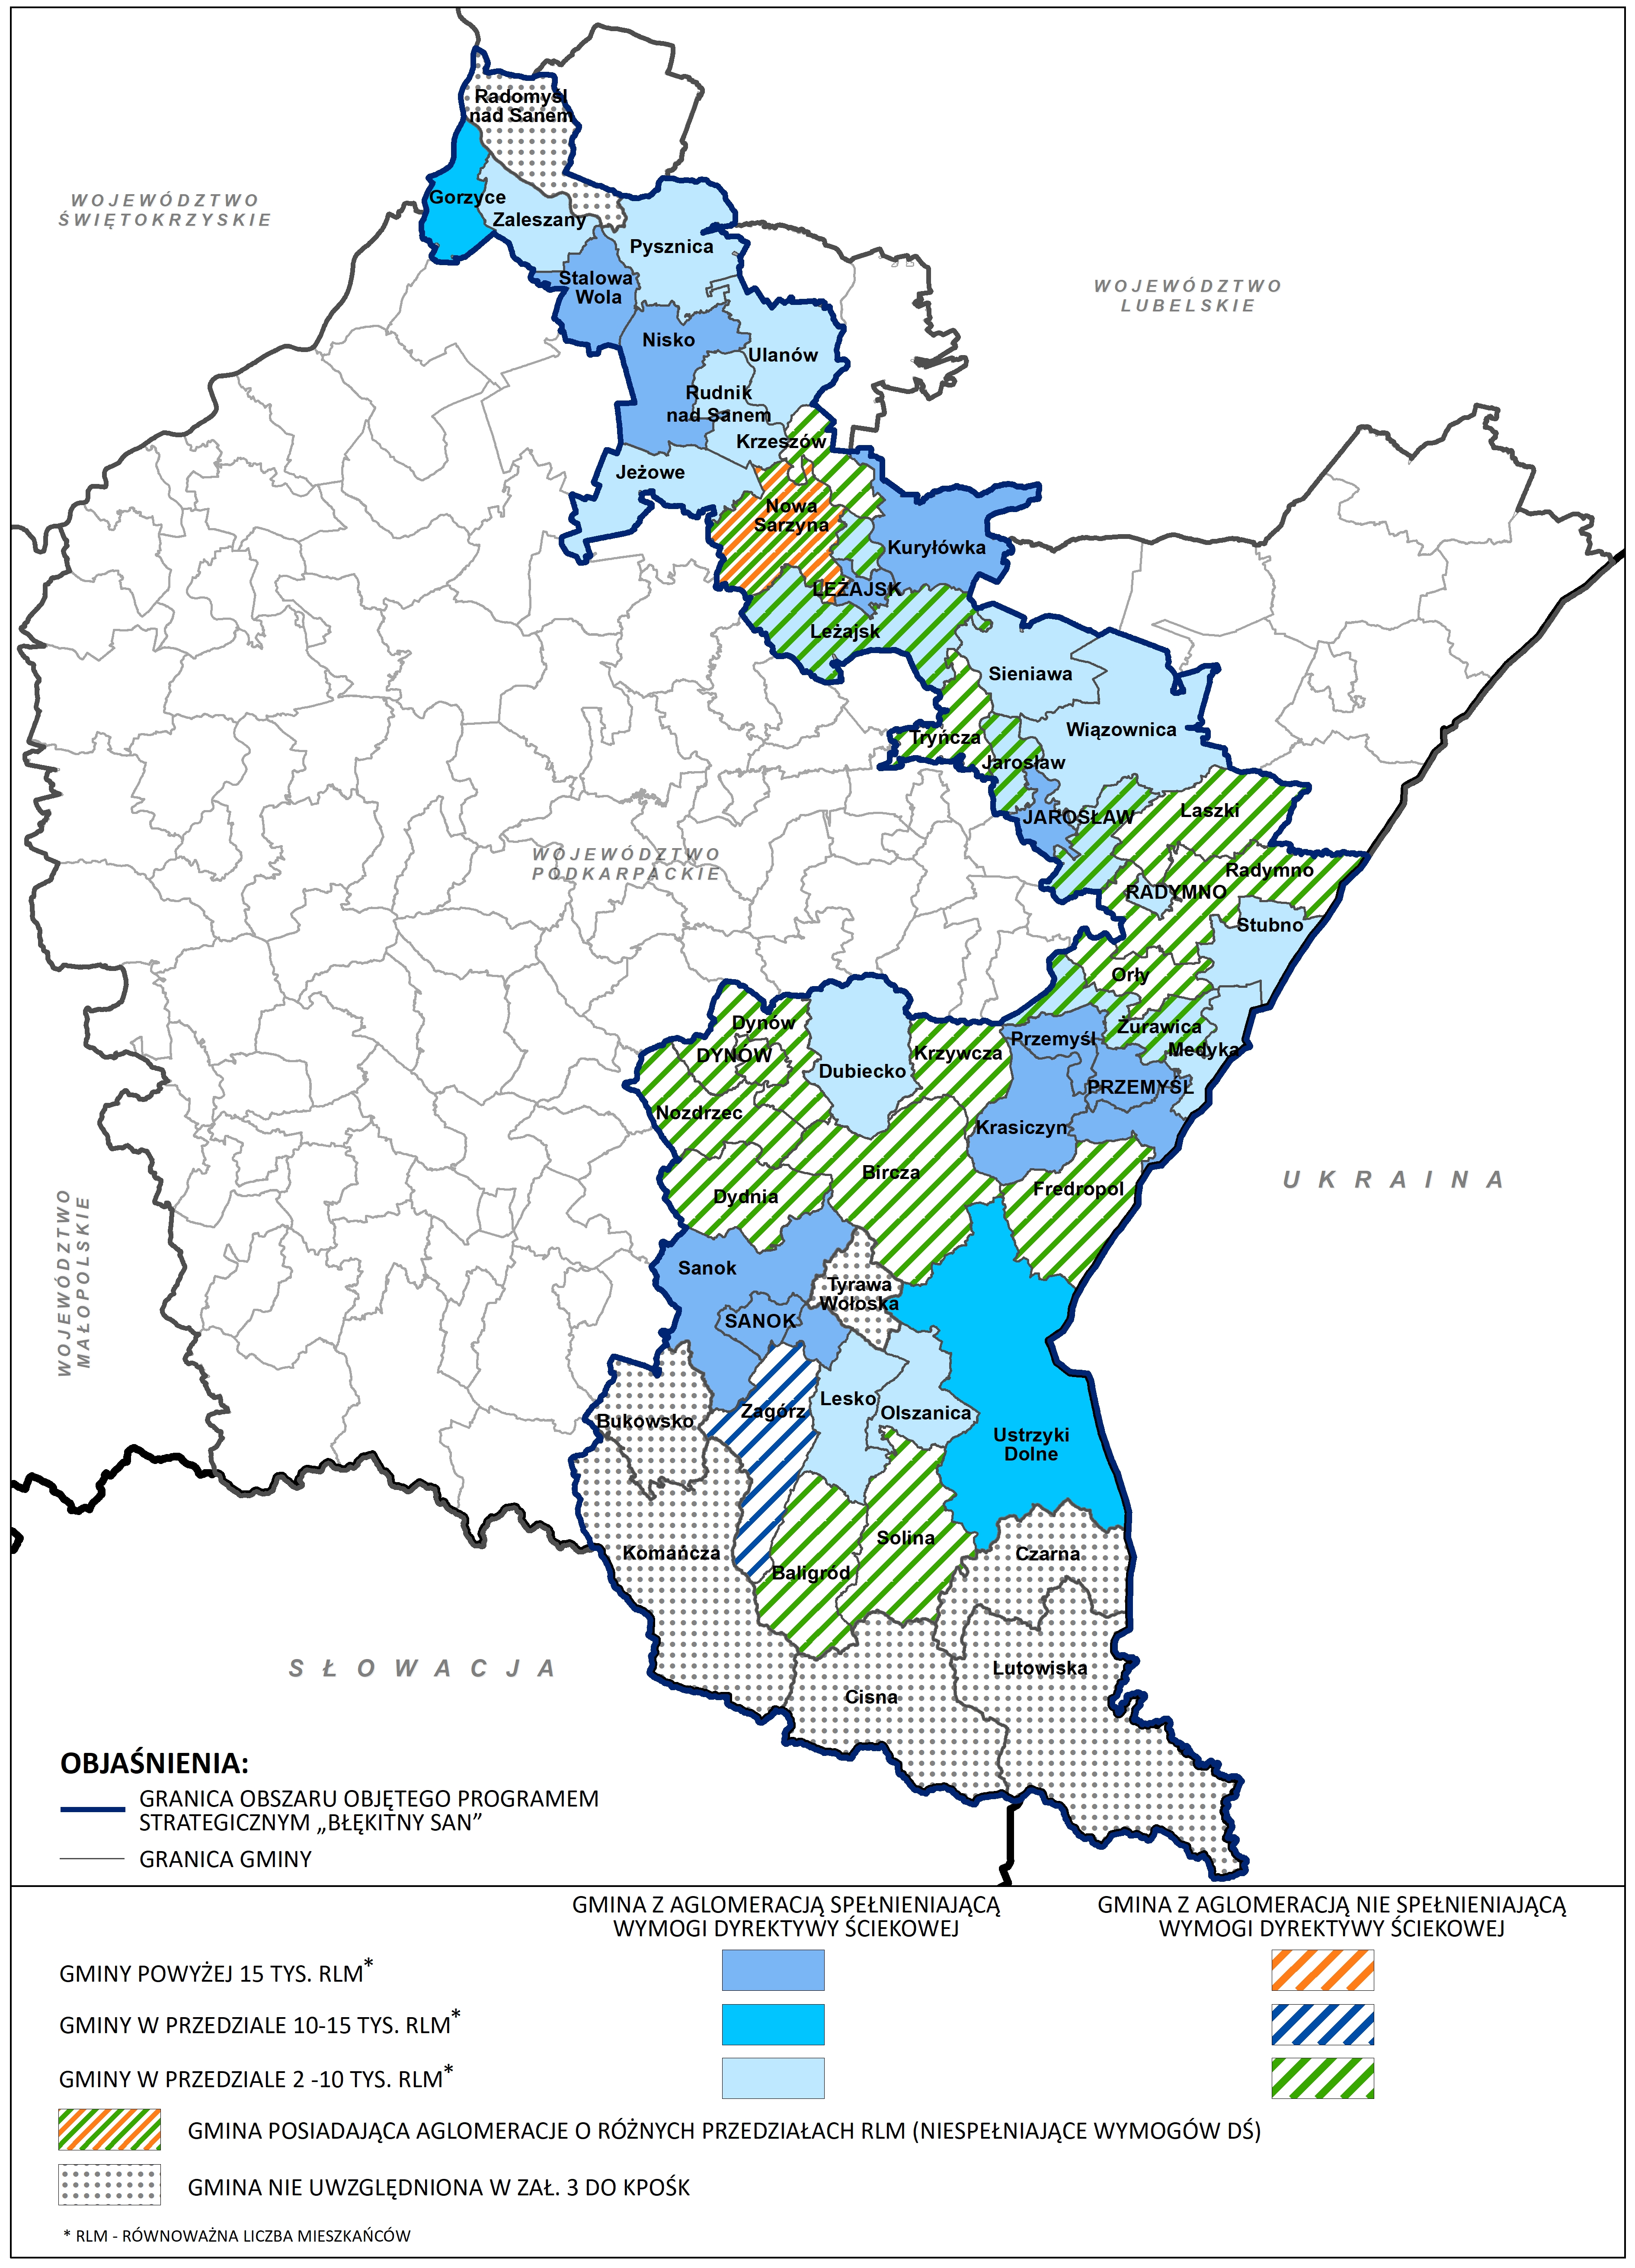 Radomyśl
nad Sanem
Gorzyce
Zaleszany
WOJEWÓDZTWO
ŚWIĘTOKRZYSKIE
Pysznica
Stalowa
Wola
WOJEWÓDZTWO
LUBELSKIE
Nisko
Ulanów
Rudnik
nad Sanem
Krzeszów
Jeżowe
Nowa
Sarzyna
Kuryłówka
LEŻAJSK
Leżajsk
Sieniawa
Wiązownica
Tryńcza
Jarosław
JAROSŁAW
Laszki
WOJEWÓDZTWO
PODKARPACKIE
Radymno
RADYMNO
Stubno
Orły
Dynów
Przemyśl
Żurawica
Medyka
DYNÓW
Krzywcza
Dubiecko
PRZEMYŚL
Nozdrzec
Krasiczyn
Bircza
Fredropol
Dydnia
UKRAINA
WOJEWÓDZTWO
MAŁOPOLSKIE
Sanok
Tyrawa
Wołoska
SANOK
Lesko
Zagórz
Olszanica
Bukowsko
Ustrzyki
Dolne
Solina
Komańcza
Czarna
Baligród
SŁOWACJA
Lutowiska
Cisna
OBJAŚNIENIA:
GRANICA OBSZARU OBJĘTEGO PROGRAMEM
STRATEGICZNYM „BŁĘKITNY SAN”
GRANICA GMINY
GMINA Z AGLOMERACJĄ SPEŁNIENIAJĄCĄ
WYMOGI DYREKTYWY ŚCIEKOWEJ
GMINA Z AGLOMERACJĄ NIE SPEŁNIENIAJĄCĄ
WYMOGI DYREKTYWY ŚCIEKOWEJ
GMINY POWYŻEJ 15 TYS. RLM*
GMINY W PRZEDZIALE 10-15 TYS. RLM*
GMINY W PRZEDZIALE 2 -10 TYS. RLM*
GMINA POSIADAJĄCA AGLOMERACJE O RÓŻNYCH PRZEDZIAŁACH RLM (NIESPEŁNIAJĄCE WYMOGÓW DŚ)
GMINA NIE UWZGLĘDNIONA W ZAŁ. 3 DO KPOŚK
* RLM - RÓWNOWAŻNA LICZBA MIESZKAŃCÓW